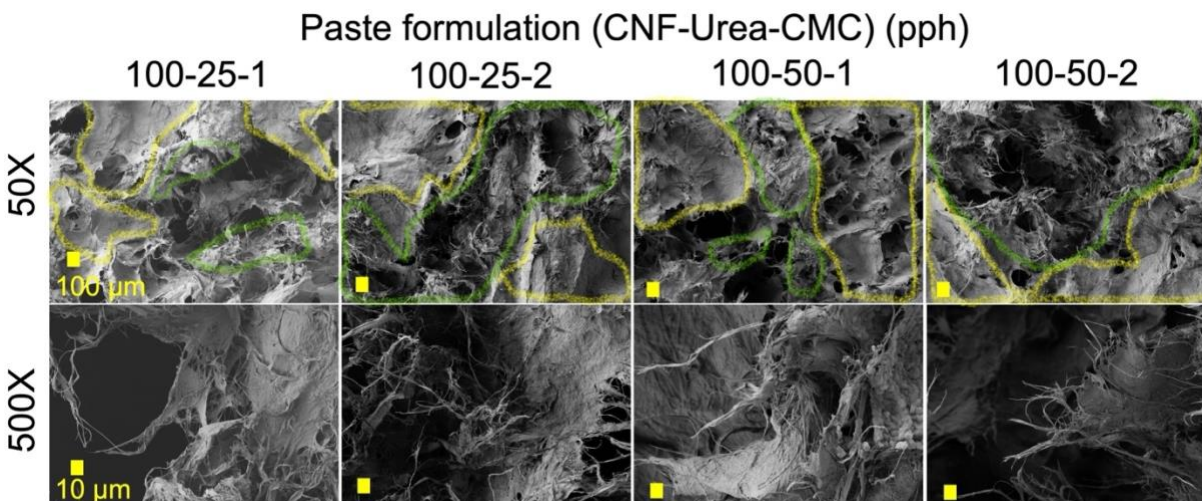 Paste formulation (CNF-Urea-CMC) (pph)
100-25-1 100-25-2 100-50-1 100-50-2
50X
100 µm
500X
10 µm